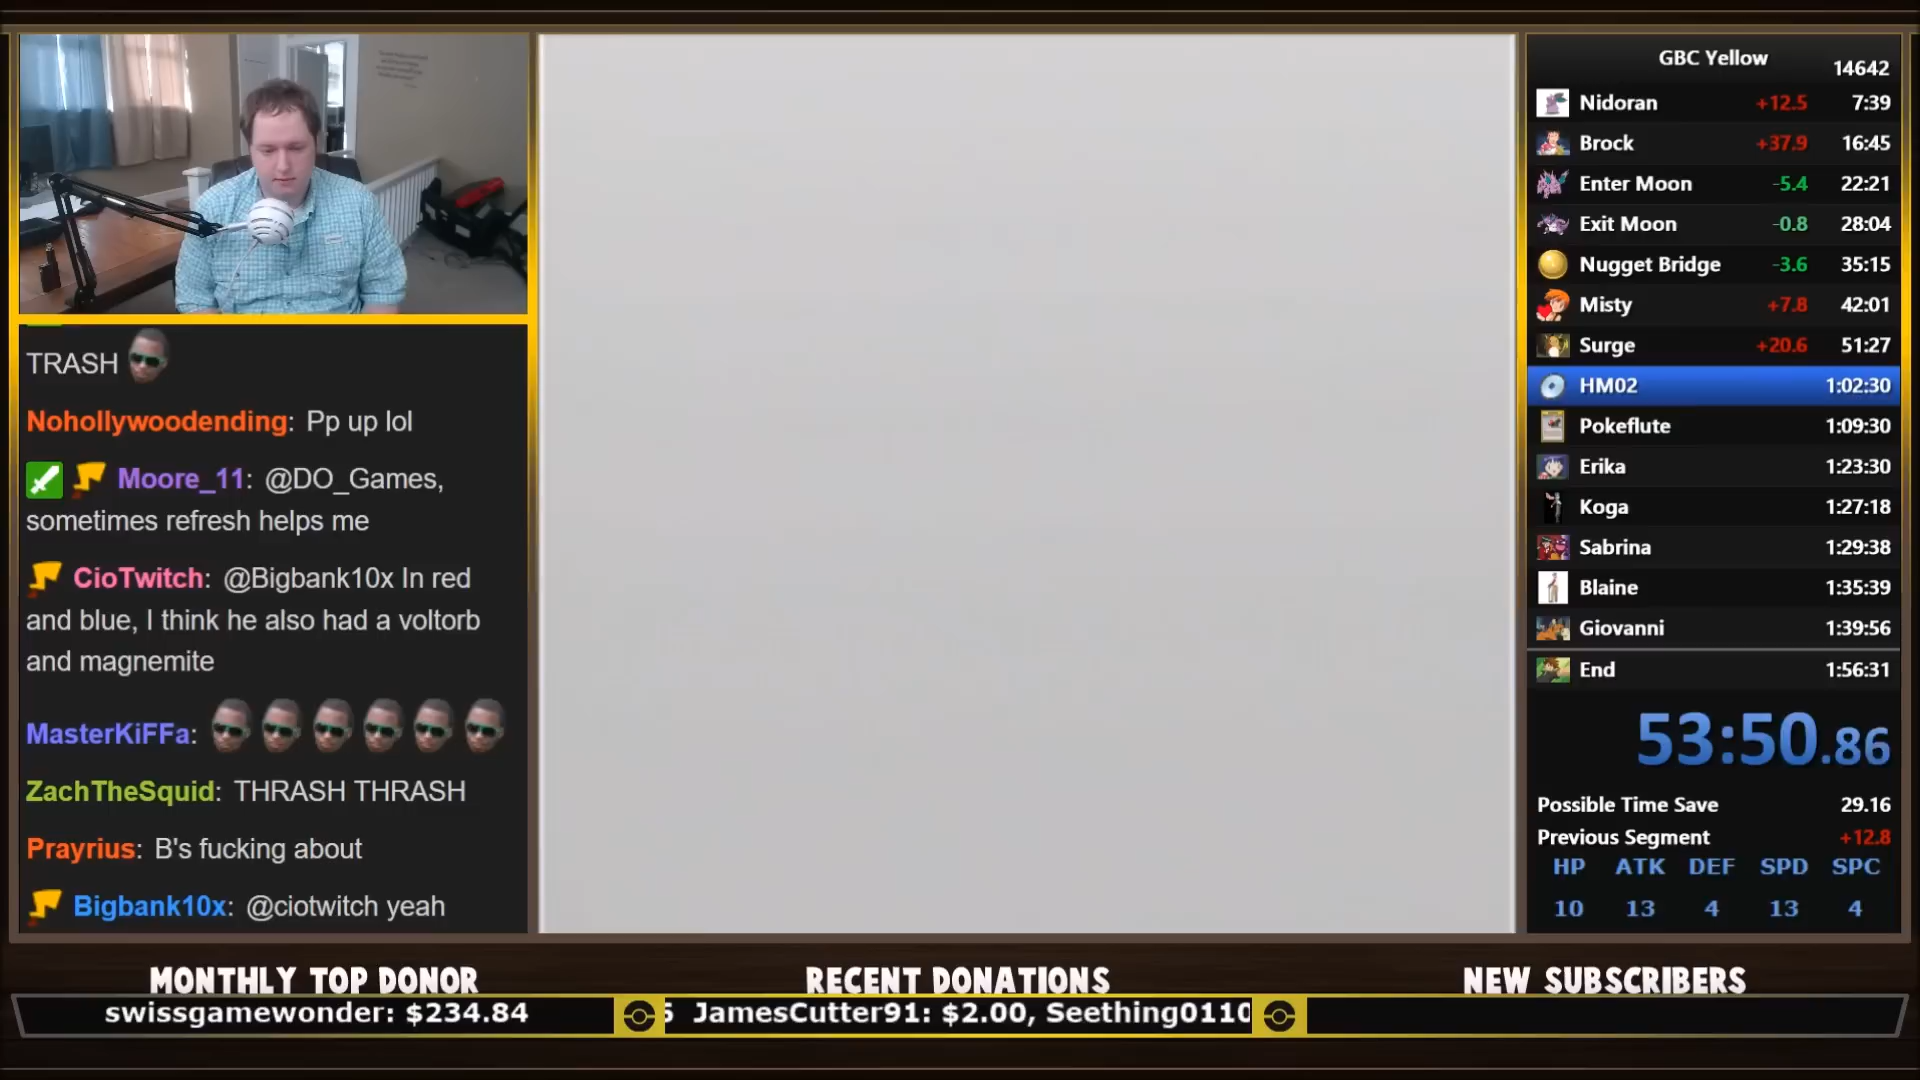 TRASH
Nohollywoodending: Pp up lol
Moore_11: @DO_Games,
sometimes refresh helps me
CioTwitch: @Bigbank10x In red
and blue, I think he also had a voltorb
and magnemite
MasterKiFFa:
ZachTheSquid: THRASH THRASH
Prayrius: B's fucking about
Bigbank10x: @ciotwitch yeah
GBC Yellow 14642
Nidoran +12.5 7:39
Brock +37.9 16:45
Enter Moon -5.4 22:21
Exit Moon -0.8 28:04
Nugget Bridge -3.6 35:15
Misty +7.8 42:01
Surge +20.6 51:27
HM02 1:02:30
Pokeflute 1:09:30
Erika 1:23:30
Koga 1:27:18
Sabrina 1:29:38
Blaine 1:35:39
Giovanni 1:39:56
End 1:56:31
53:50.86
Possible Time Save 29.16
Previous Segment +12.8
HP ATK DEF SPD SPC
10 13 4 13 4
MONTHLY TOP DONOR
swissgamewonder: $234.84
RECENT DONATIONS
JamesCutter91: $2.00, Seething0110
NEW SUBSCRIBERS